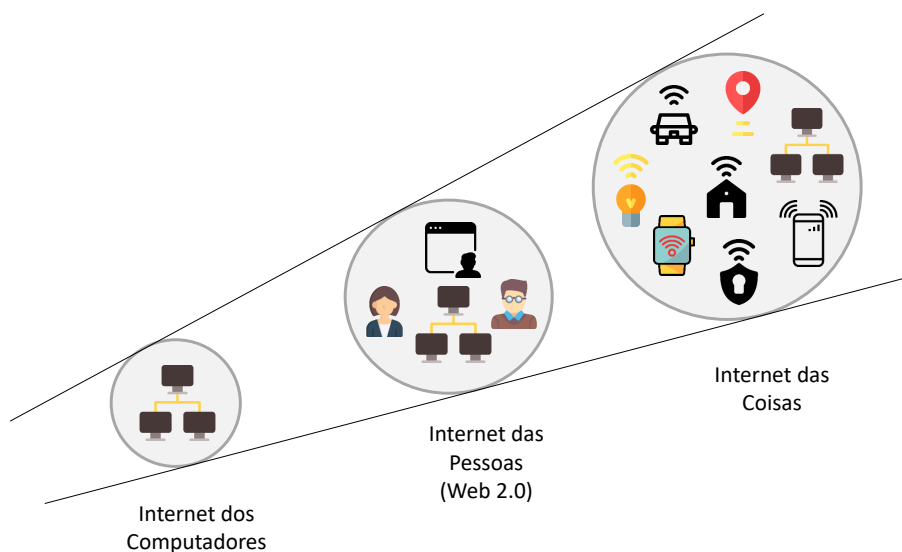 Internet dos
Computadores
Internet das
Pessoas
(Web 2.0)
Internet das
Coisas